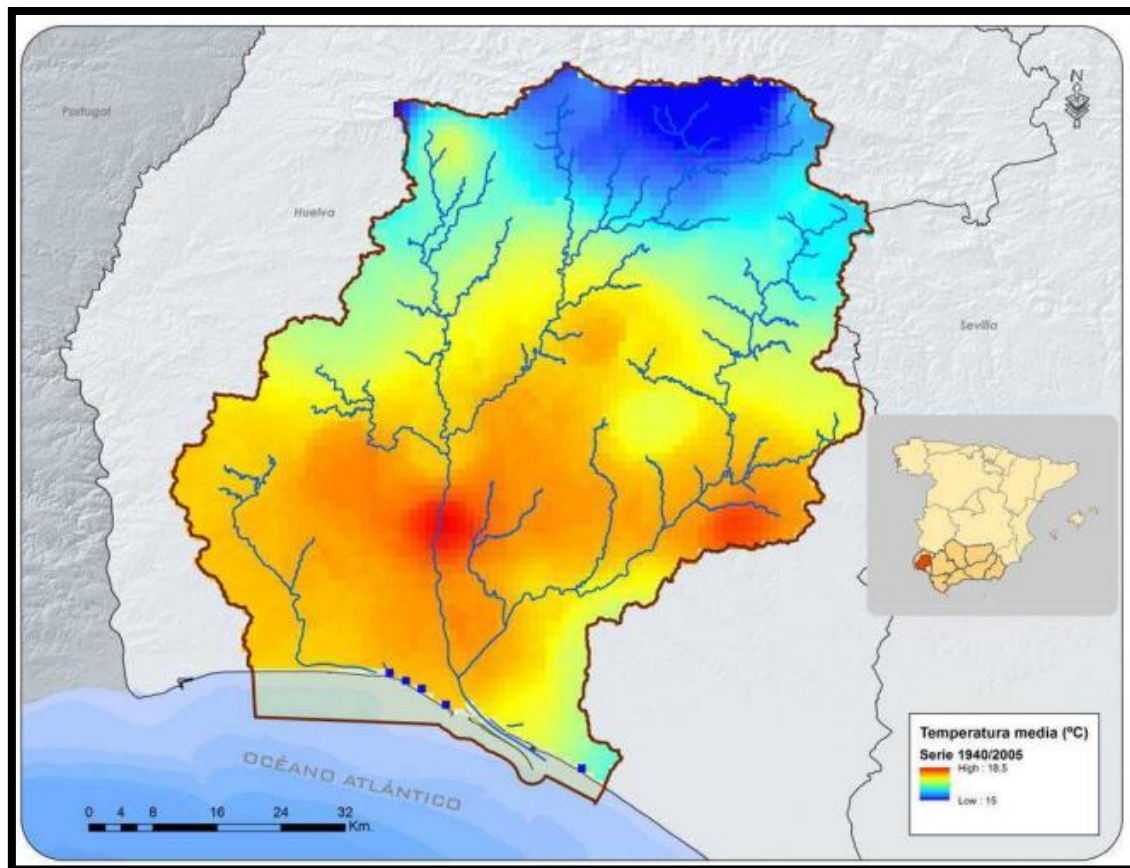 N
Portugal
Huelva
Sevilla
OCÉANO ATLÁNTICO
0 4 8 16 24 32
Km.
Temperatura media (ºC)
Serie 1940/2005
High : 18,5
Low : 15